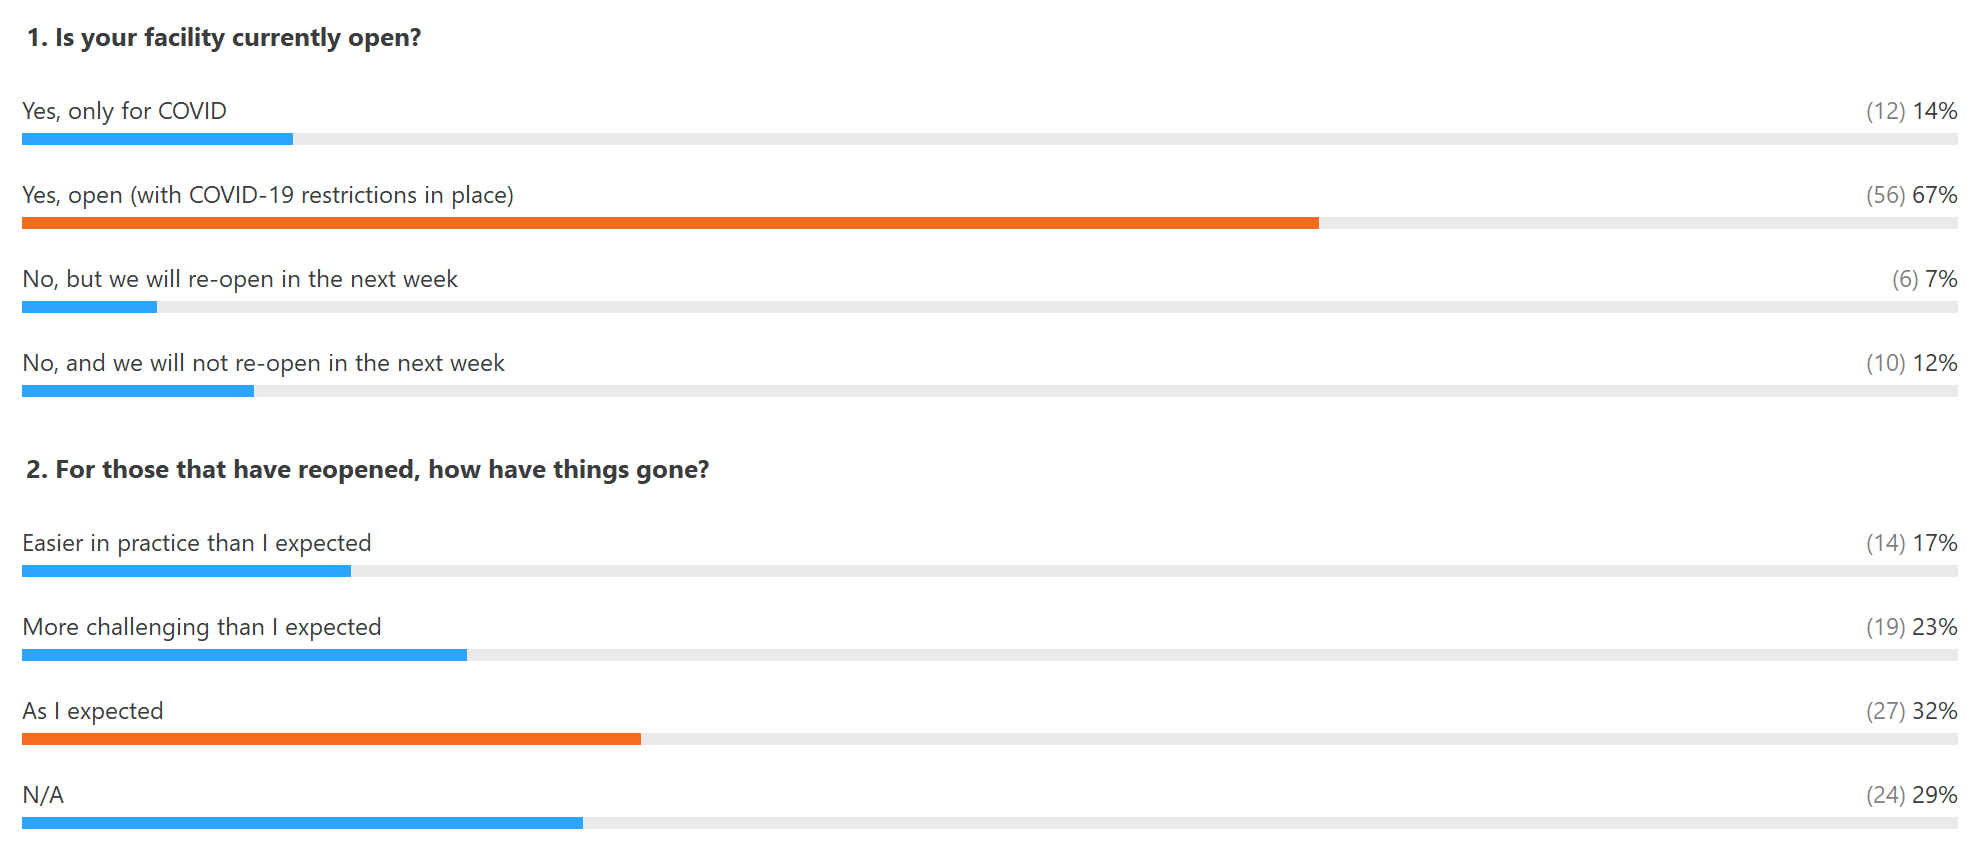 1. Is your facility currently open?
Yes, only for COVID (12) 14%
Yes, open (with COVID-19 restrictions in place) (56) 67%
No, but we will re-open in the next week (6) 7%
No, and we will not re-open in the next week (10) 12%
2. For those that have reopened, how have things gone?
Easier in practice than I expected (14) 17%
More challenging than I expected (19) 23%
As I expected (27) 32%
N/A (24) 29%